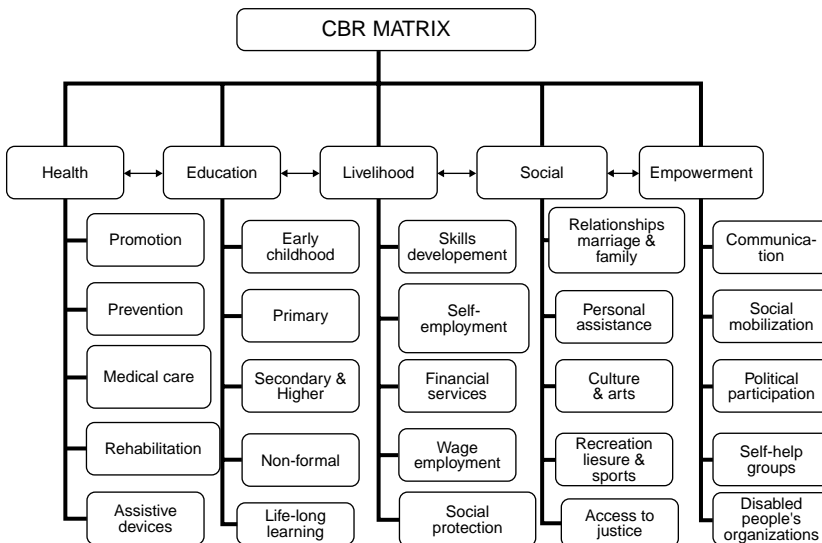 CBR MATRIX
Health
Education
Livelihood
Social
Empowerment
Promotion
Prevention
Medical care
Rehabilitation
Assistive
devices
Early
childhood
Primary
Secondary &
Higher
Non-formal
Life-long
learning
Skills
developement
Self-
employment
Financial
services
Wage
employment
Social
protection
Relationships
marriage &
family
Personal
assistance
Culture
& arts
Recreation
liesure &
sports
Access to
justice
Communica-
tion
Social
mobilization
Political
participation
Self-help
groups
Disabled
people's
organizations